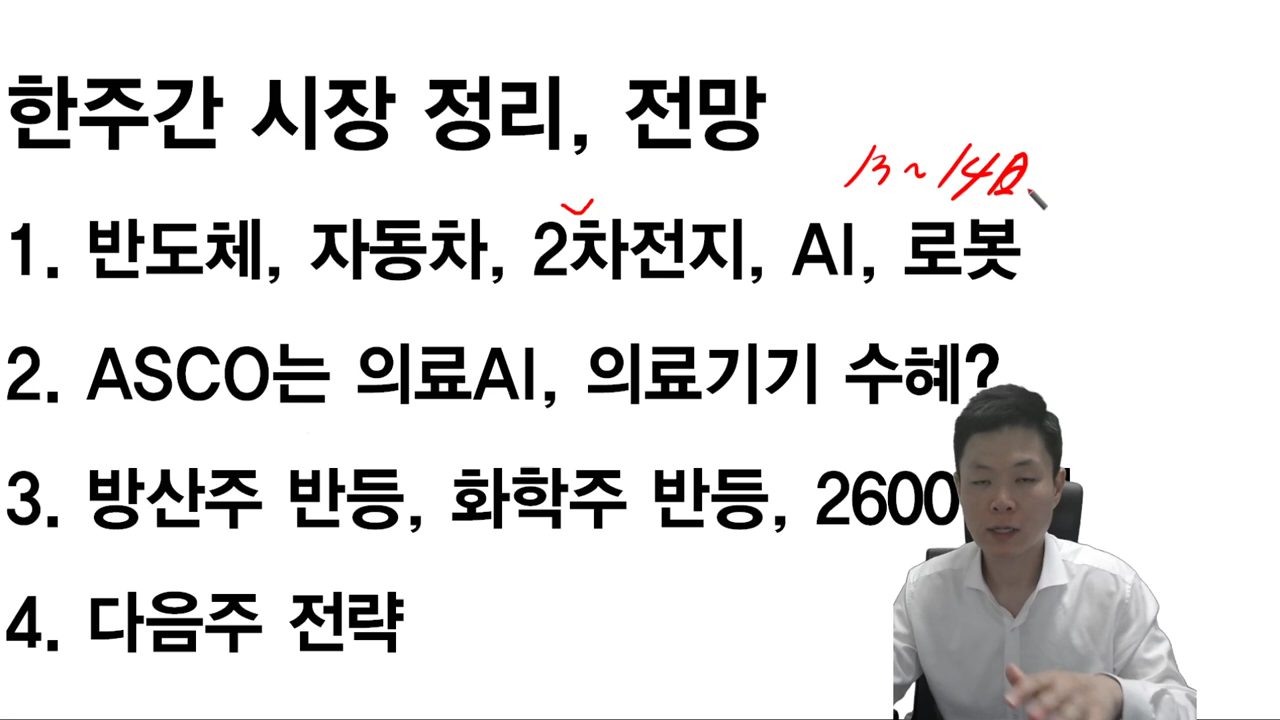 한주간 시장 정리, 전망
13~14日
1. 반도체, 자동차, 2차전지, AI, 로봇
2. ASCO는 의료AI, 의료기기 수혜?
3. 방산주 반등, 화학주 반등, 2600
4. 다음주 전략